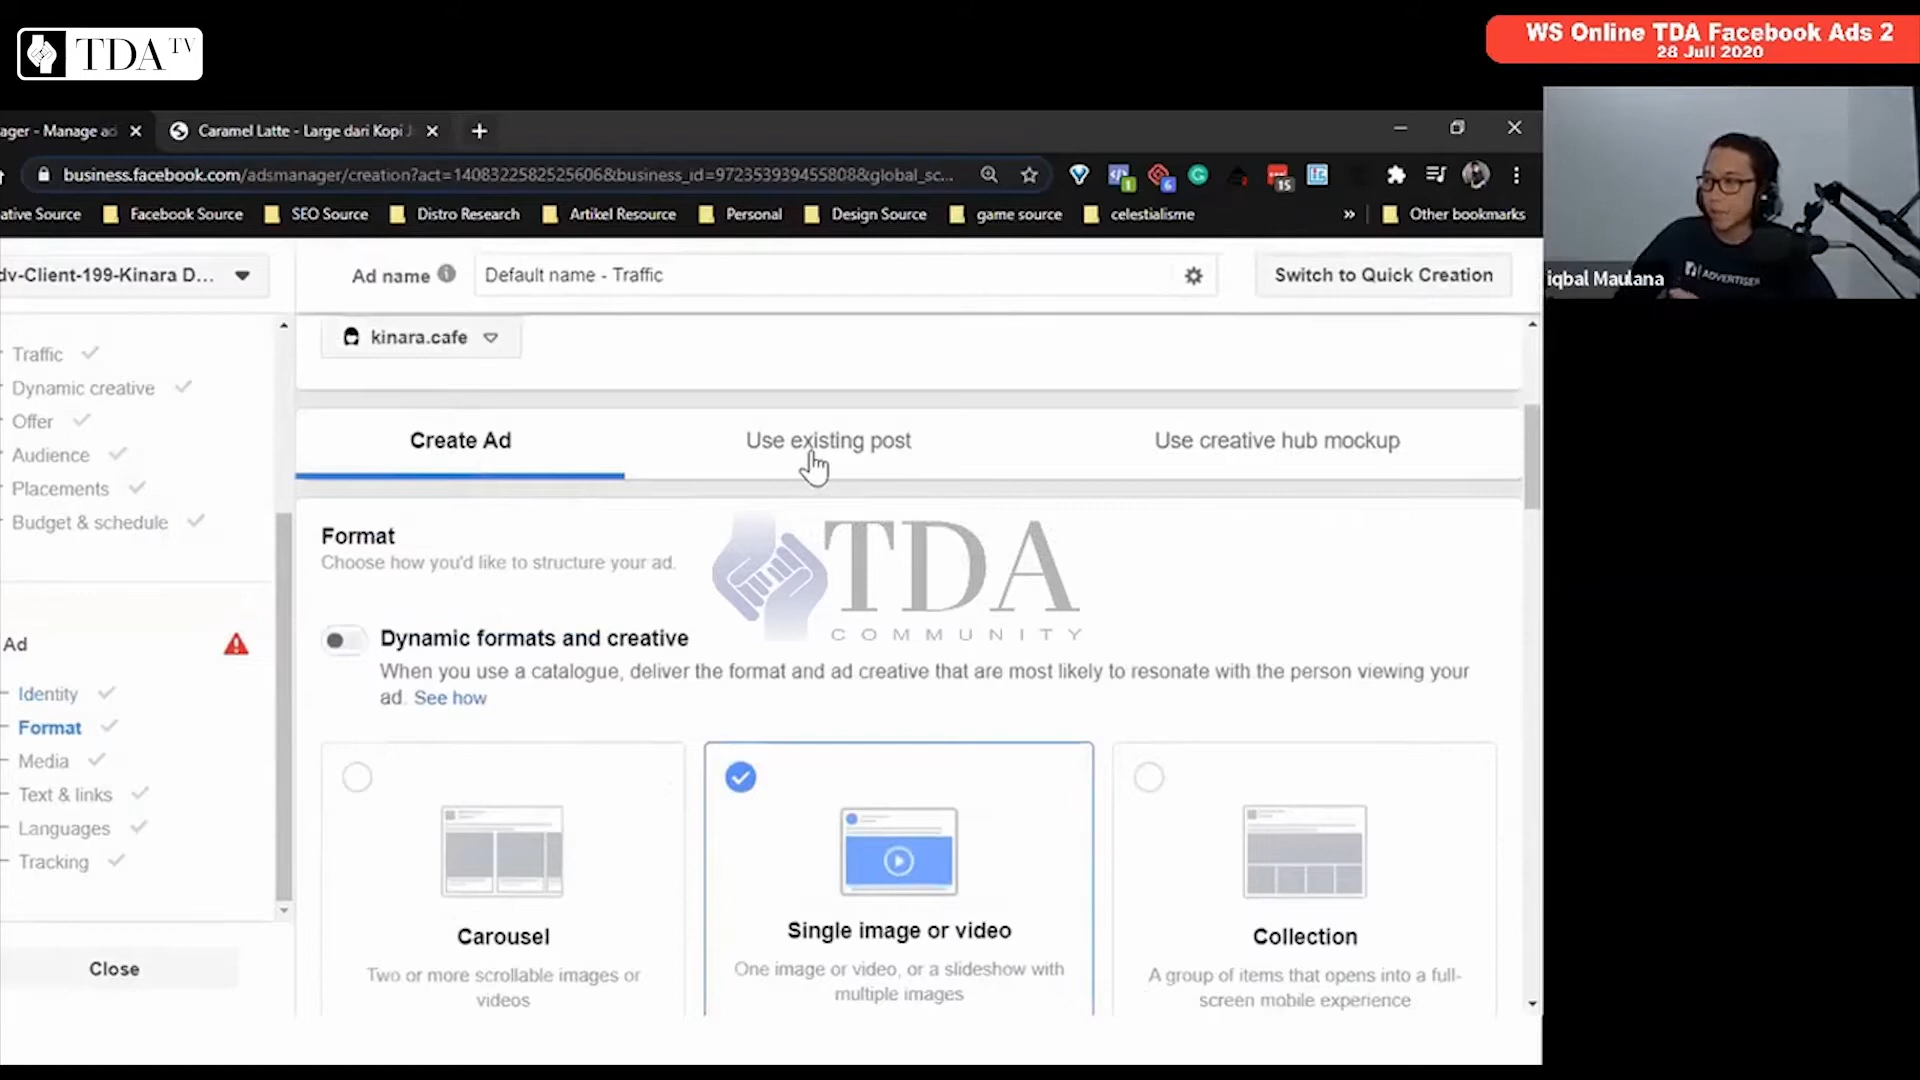 TDA TV
WS Online TDA Facebook Ads 2
28 Juli 2020
ager - Manage ad
Caramel Latte - Large dari Kopi J
business.facebook.com/adsmanager/creation?act=1408322582525606&business_id=972353939455808&global_sc...
1
6
15
ative Source
Facebook Source
SEO Source
Distro Research
Artikel Resource
Personal
Design Source
game source
celestialisme
»
Other bookmarks
dv-Client-199-Kinara D...
Ad name
Default name - Traffic
Switch to Quick Creation
iqbal Maulana
ADVERTISER
kinara.cafe
Traffic
Dynamic creative
Offer
Audience
Placements
Budget & schedule
Create Ad
Use existing post
Use creative hub mockup
Format
Choose how you'd like to structure your ad.
TDA
COMMUNITY
Dynamic formats and creative
When you use a catalogue, deliver the format and ad creative that are most likely to resonate with the person viewing your
ad. See how
Ad
Identity
Format
Media
Text & links
Languages
Tracking
Close
Carousel
Two or more scrollable images or
videos
Single image or video
One image or video, or a slideshow with
multiple images
Collection
A group of items that opens into a full-
screen mobile experience